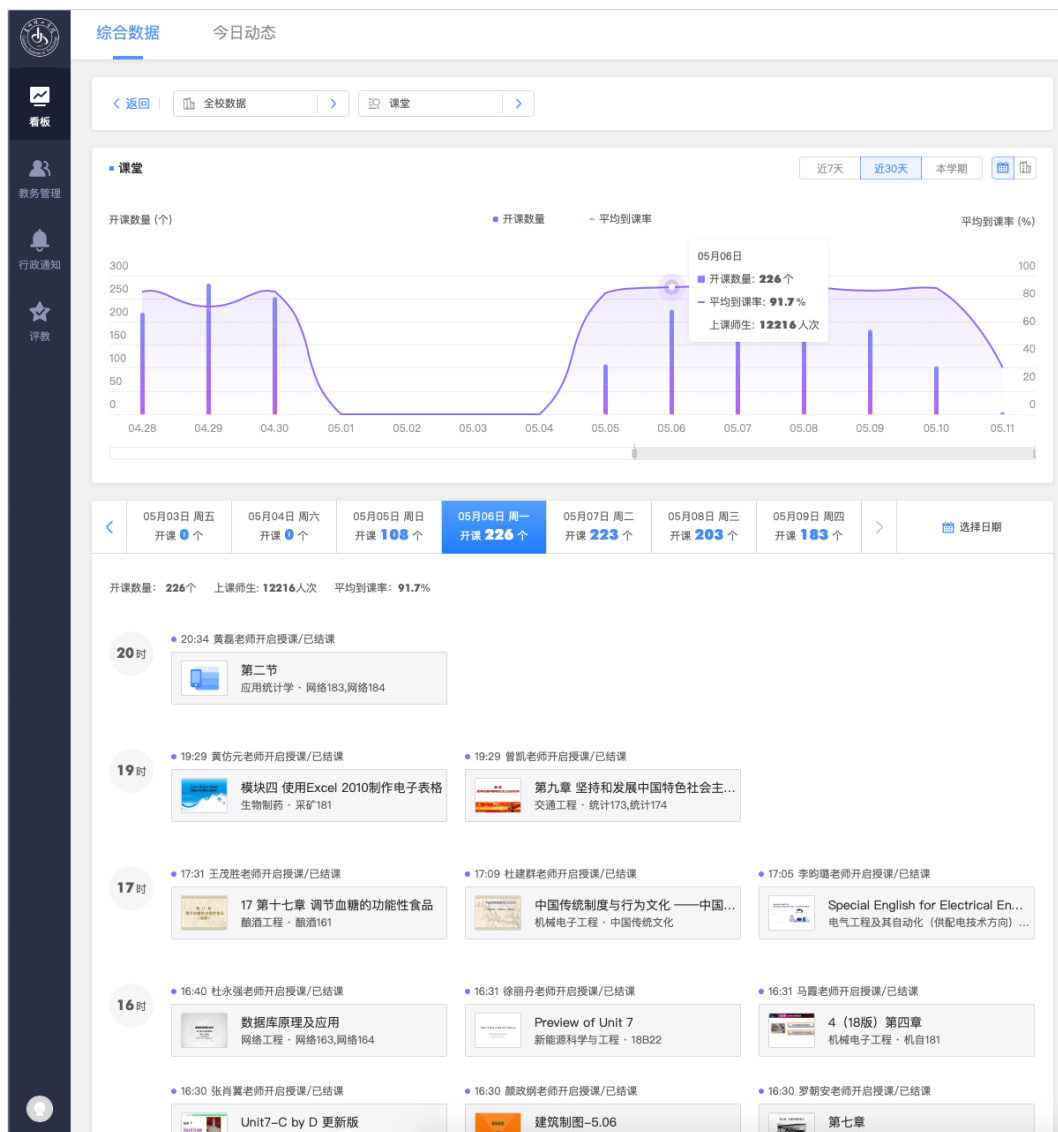 综合数据 今日动态
看板
教务管理
行政通知
评教
返回 全校数据 课堂
课堂 近7天 近30天 本学期
开课数量 (个) 开课数量 平均到课率 平均到课率 (%)
05月06日
开课数量: 226 个
平均到课率: 91.7 %
上课师生: 12216 人次
300 100
250 80
200 60
150
100 40
50 20
0 0
04.28 04.29 04.30 05.01 05.02 05.03 05.04 05.05 05.06 05.07 05.08 05.09 05.10 05.11
05月03日 周五 05月04日 周六 05月05日 周日 05月06日 周一 05月07日 周二 05月08日 周三 05月09日 周四 选择日期
开课 0 个 开课 0 个 开课 108 个 开课 226 个 开课 223 个 开课 203 个 开课 183 个
开课数量: 226个 上课师生: 12216人次 平均到课率: 91.7%
20时
20:34 黄磊老师开启授课/已结课
第二节
应用统计学 · 网络183,网络184
19时
19:29 黄仿元老师开启授课/已结课
模块四 使用Excel 2010制作电子表格
生物制药 · 采矿181
19:29 曾凯老师开启授课/已结课
第九章 坚持和发展中国特色社会主...
交通工程 · 统计173,统计174
17时
17:31 王茂胜老师开启授课/已结课
17 第十七章 调节血糖的功能性食品
酿酒工程 · 酿酒161
17:09 杜建群老师开启授课/已结课
中国传统制度与行为文化 ——中国...
机械电子工程 · 中国传统文化
17:05 李昀璐老师开启授课/已结课
Special English for Electrical En...
电气工程及其自动化（供配电技术方向）...
16时
16:40 杜永强老师开启授课/已结课
数据库原理及应用
网络工程 · 网络163,网络164
16:31 徐丽丹老师开启授课/已结课
Preview of Unit 7
新能源科学与工程 · 18B22
16:31 马霞老师开启授课/已结课
4（18版）第四章
机械电子工程 · 机自181
16:30 张肖翼老师开启授课/已结课
Unit7-C by D 更新版
16:30 颜政纲老师开启授课/已结课
建筑制图-5.06
16:30 罗朝安老师开启授课/已结课
第七章